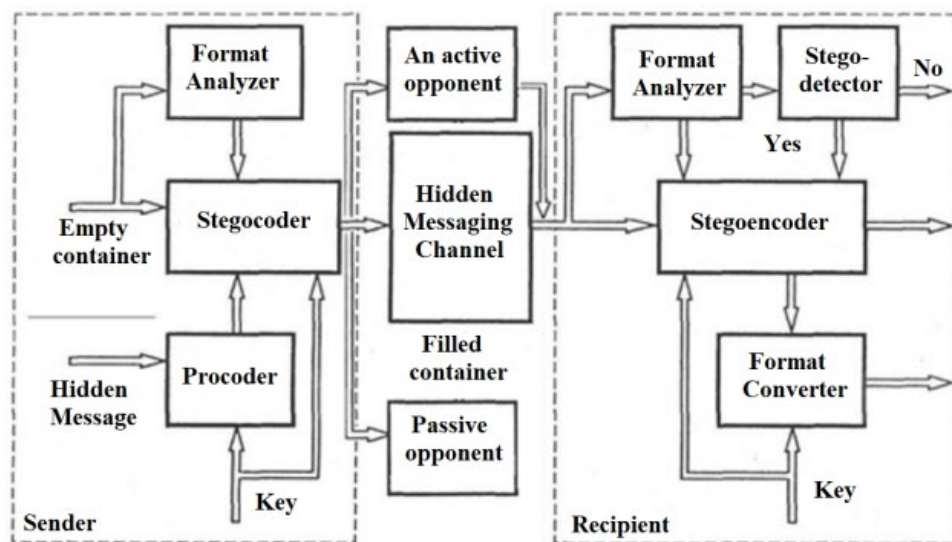 Format
Analyzer
An active
opponent
Format
Analyzer
Stego-
detector
No
Yes
Empty
container
Stegocoder
Hidden
Messaging
Channel
Stegoencoder
Hidden
Message
Procoder
Filled
container
Format
Converter
Passive
opponent
Key
Key
Sender
Recipient